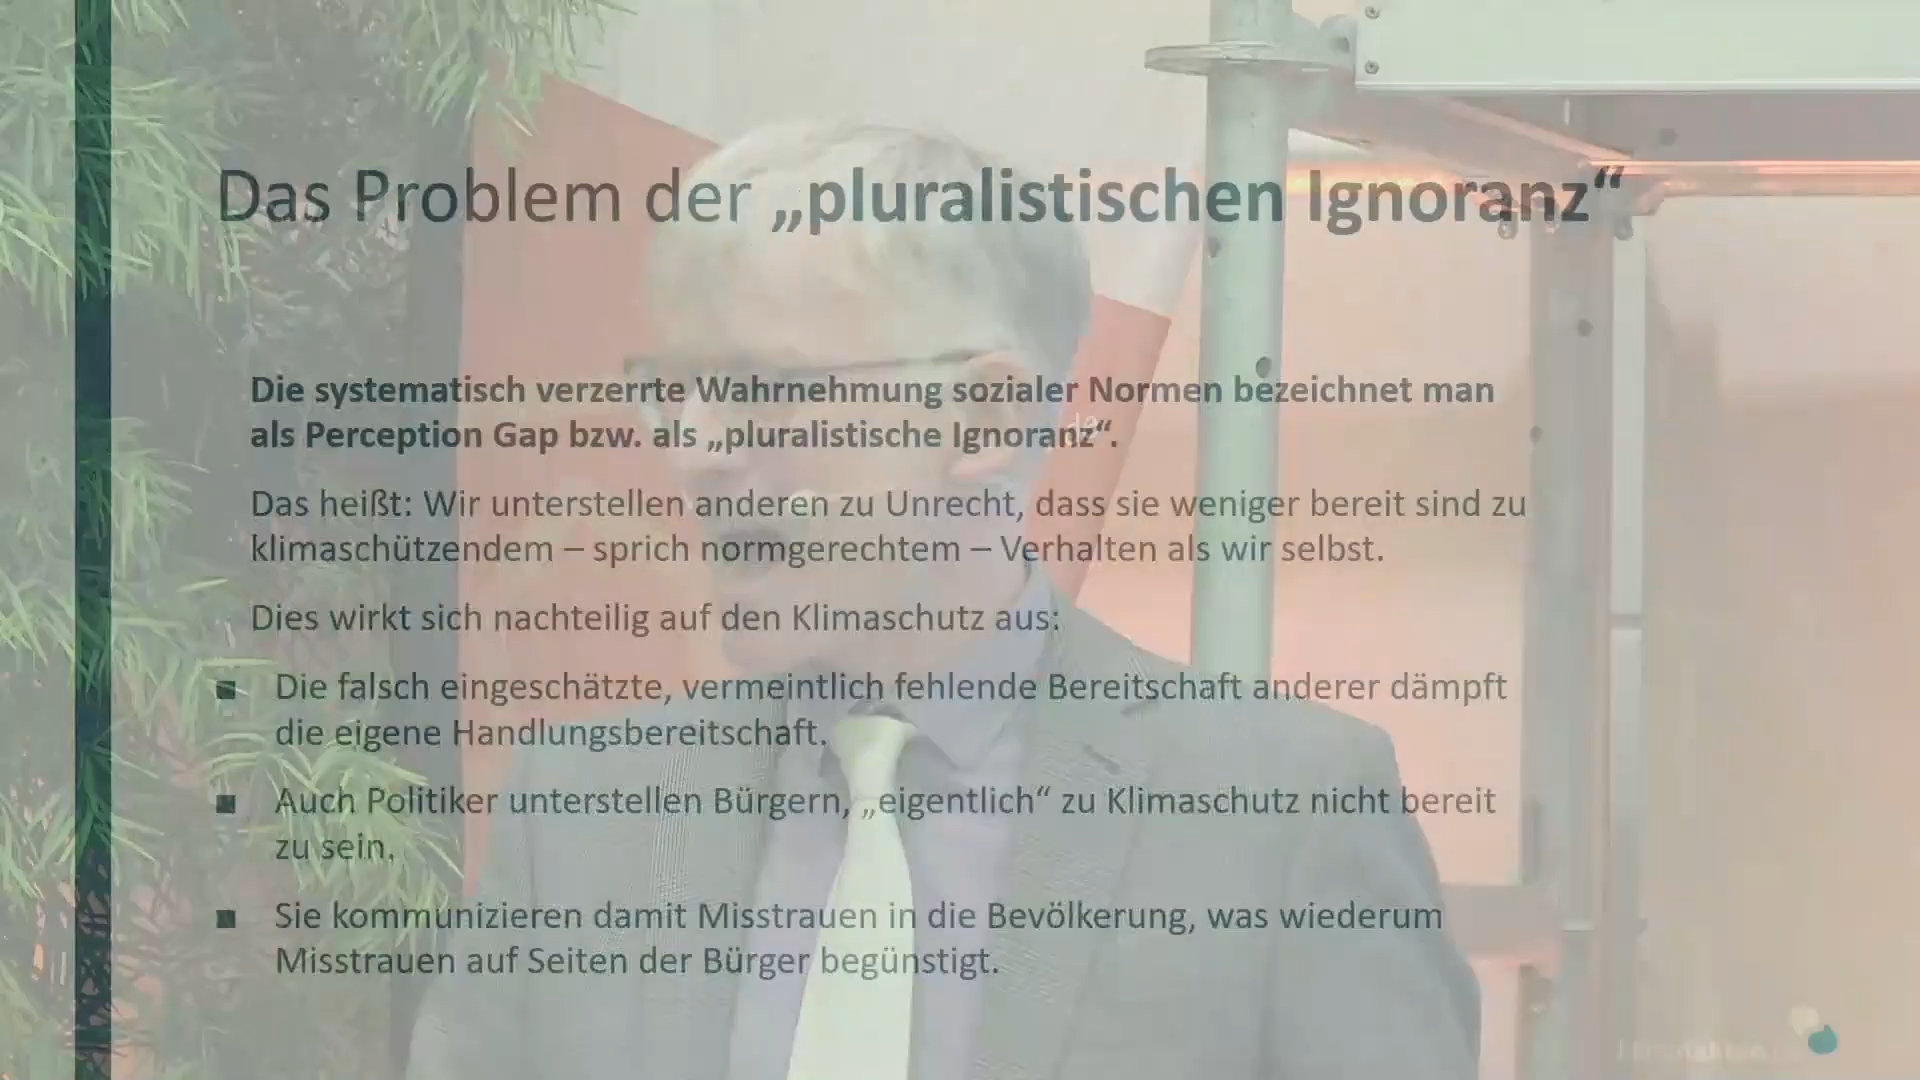 Das Problem der „pluralistischen Ignoranz“
Die systematisch verzerrte Wahrnehmung sozialer Normen bezeichnet man
als Perception Gap bzw. als „pluralistische Ignoranz“.
Das heißt: Wir unterstellen anderen zu Unrecht, dass sie weniger bereit sind zu
klimaschützendem – sprich normgerechtem – Verhalten als wir selbst.
Dies wirkt sich nachteilig auf den Klimaschutz aus:
▪ Die falsch eingeschätzte, vermeintlich fehlende Bereitschaft anderer dämpft
die eigene Handlungsbereitschaft.
▪ Auch Politiker unterstellen Bürgern, „eigentlich“ zu Klimaschutz nicht bereit
zu sein.
▪ Sie kommunizieren damit Misstrauen in die Bevölkerung, was wiederum
Misstrauen auf Seiten der Bürger begünstigt.